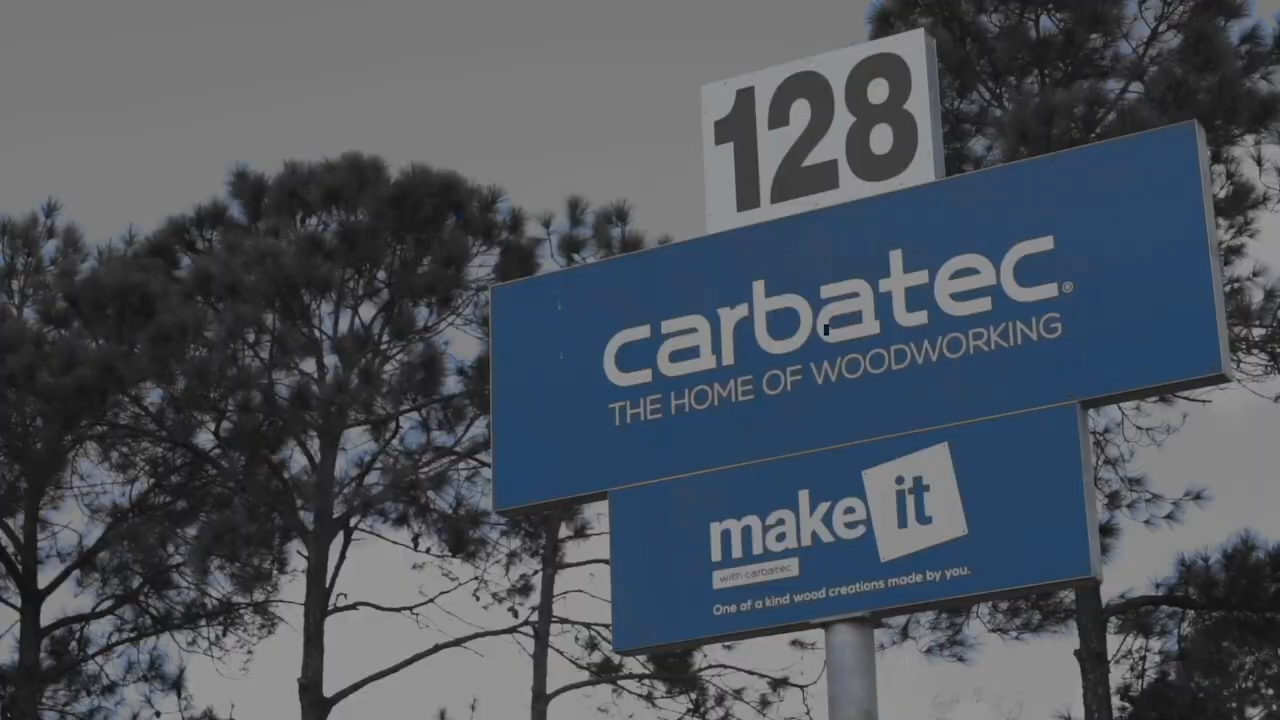 128
carbatec®
THE HOME OF WOODWORKING
make it
with carbatec
One of a kind wood creations made by you.